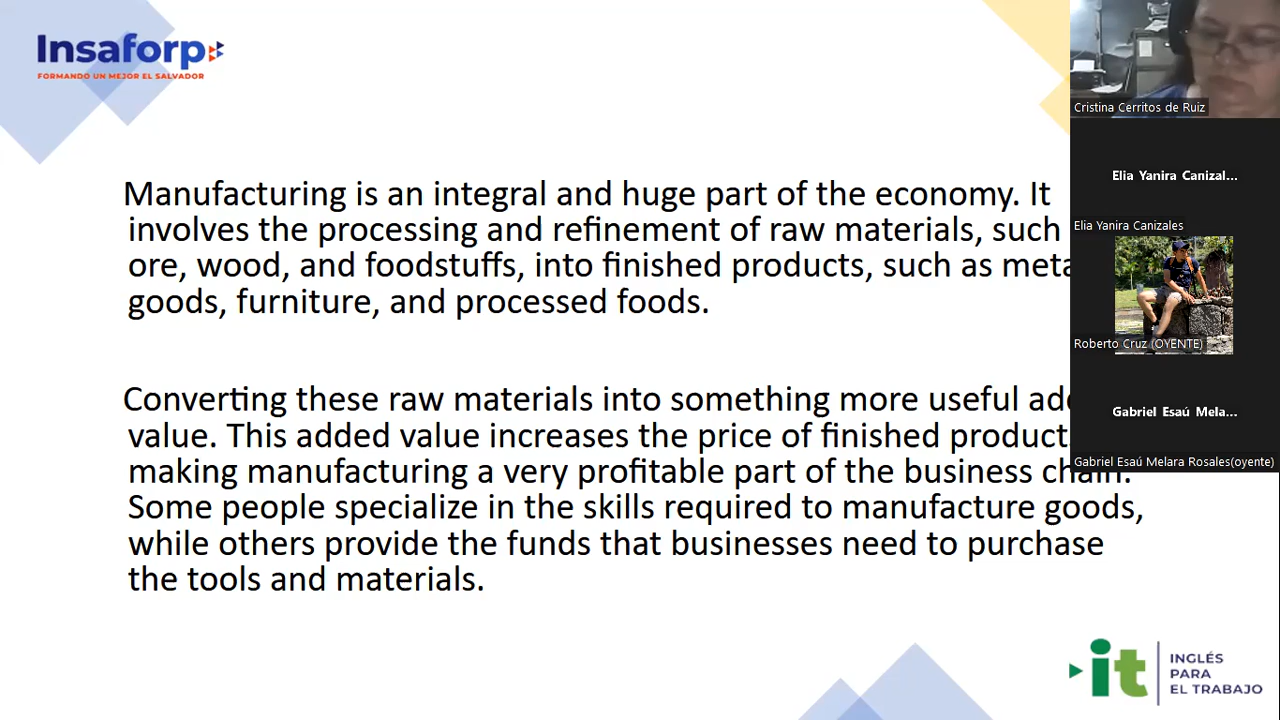 Insaforp
FORMANDO UN MEJOR EL SALVADOR
Manufacturing is an integral and huge part of the economy. It
involves the processing and refinement of raw materials, such
ore, wood, and foodstuffs, into finished products, such as
goods, furniture, and processed foods.
Converting these raw materials into something more useful
value. This added value increases the price of finished
making manufacturing a very profitable part of the business chain.
Some people specialize in the skills required to manufacture goods,
while others provide the funds that businesses need to purchase
the tools and materials.
Cristina Cerritos de Ruiz
Elia Yanira Canizal...
Elia Yanira Canizales
Roberto Cruz (OYENTE)
Gabriel Esaú Mela...
Gabriel Esaú Melara Rosales(oyente)
it
INGLÉS
PARA
EL TRABAJO